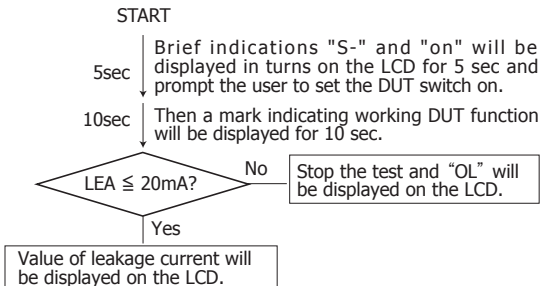 START
5sec
Brief indications "S-" and "on" will be
displayed in turns on the LCD for 5 sec and
prompt the user to set the DUT switch on.
10sec
Then a mark indicating working DUT function
will be displayed for 10 sec.
LEA ≦ 20mA?
No
Stop the test and “OL” will
be displayed on the LCD.
Yes
Value of leakage current will
be displayed on the LCD.